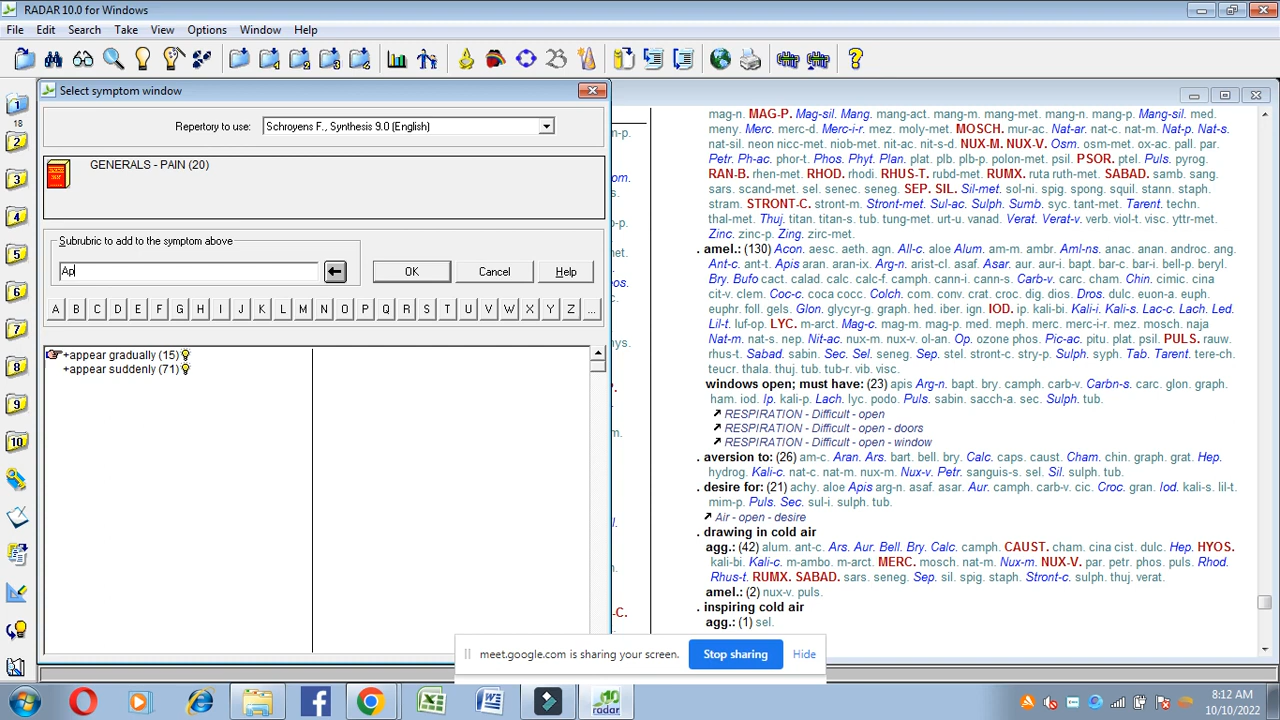 RADAR 10.0 for Windows
File Edit Search Take View Options Window Help
Select symptom window
Repertory to use: Schroyens F., Synthesis 9.0 (English)
GENERALS - PAIN (20)
Subrubric to add to the symptom above
Ap
OK Cancel Help
A B C D E F G H I J K L M N O P Q R S T U V W X Y Z ...
+appear gradually (15)
+appear suddenly (71)
1
18
2
3
4
5
6
7
8
9
10
mag-n. MAG-P. Mag-sil. Mang. mang-act. mang-m. mang-met. mang-n. mang-p. Mang-sil. med.
meny. Merc. merc-d. Merc-i-r. mez. moly-met. MOSCH. mur-ac. Nat-ar. nat-c. nat-m. Nat-p. Nat-s.
nat-sil. neon nicc-met. niob-met. nit-ac. nit-s-d. NUX-M. NUX-V. Osm. osm-met. ox-ac. pall. par.
Petr. Ph-ac. phor-t. Phos. Phyt. Plan. plat. plb. plb-p. polon-met. psil. PSOR. ptel. Puls. pyrog.
RAN-B. rhen-met. RHOD. rhodi. RHUS-T. rubd-met. RUMX. ruta ruth-met. SABAD. samb. sang.
sars. scand-met. sel. senec. seneg. SEP. SIL. Sil-met. sol-ni. spig. spong. squil. stann. staph.
stram. STRONT-C. stront-m. Stront-met. Sul-ac. Sulph. Sumb. syc. tant-met. Tarent. techn.
thal-met. Thuj. titan. titan-s. tub. tung-met. urt-u. vanad. Verat. Verat-v. verb. viol-t. visc. yttr-met.
Zinc. zinc-p. Zing. zirc-met.
. amel.: (130) Acon. aesc. aeth. agn. All-c. aloe Alum. am-m. ambr. Aml-ns. anac. anan. androc. ang.
Ant-c. ant-t. Apis aran. aran-ix. Arg-n. arist-cl. asaf. Asar. aur. aur-i. bapt. bar-c. bar-i. bell-p. beryl.
Bry. Bufo cact. calad. calc. calc-f. camph. cann-i. cann-s. Carb-v. carc. cham. Chin. cimic. cina
cit-v. clem. Coc-c. coca cocc. Colch. com. conv. crat. croc. dig. dios. Dros. dulc. euon-a. euph.
euphr. foll. gels. Glon. glycyr-g. graph. hed. iber. ign. IOD. ip. kali-bi. Kali-i. Kali-s. Lac-c. Lach. Led.
Lil-t. luf-op. LYC. m-arct. Mag-c. mag-m. mag-p. med. meph. merc. merc-i-r. mez. mosch. naja
Nat-m. nat-s. nep. Nit-ac. nux-m. nux-v. ol-an. Op. ozone phos. Pic-ac. pitu. plat. psil. PULS. rauw.
rhus-t. Sabad. sabin. Sec. Sel. seneg. Sep. stel. stront-c. stry-p. Sulph. syph. Tab. Tarent. tere-ch.
teucr. thala. thuj. tub. tub-r. vib. visc.
windows open; must have: (23) apis Arg-n. bapt. bry. camph. carb-v. Carbn-s. carc. glon. graph.
ham. iod. Ip. kali-p. Lach. lyc. podo. Puls. sabin. sacch-a. sec. Sulph. tub.
RESPIRATION - Difficult - open
RESPIRATION - Difficult - open - doors
RESPIRATION - Difficult - open - window
. aversion to: (26) am-c. Aran. Ars. bart. bell. bry. Calc. caps. caust. Cham. chin. graph. grat. Hep.
hydrog. Kali-c. nat-c. nat-m. nux-m. Nux-v. Petr. sanguis-s. sel. Sil. sulph. tub.
. desire for: (21) achy. aloe Apis arg-n. asaf. asar. Aur. camph. carb-v. cic. Croc. gran. Iod. kali-s. lil-t.
mim-p. Puls. Sec. sul-i. sulph. tub.
Air - open - desire
. drawing in cold air
agg.: (42) alum. ant-c. Ars. Aur. Bell. Bry. Calc. camph. CAUST. cham. cina cist. dulc. Hep. HYOS.
kali-bi. Kali-c. m-ambo. m-arct. MERC. mosch. nat-m. Nux-m. NUX-V. par. petr. phos. puls. Rhod.
Rhus-t. RUMX. SABAD. sars. seneg. Sep. sil. spig. staph. Stront-c. sulph. thuj. verat.
amel.: (2) nux-v. puls.
. inspiring cold air
agg.: (1) sel.
meet.google.com is sharing your screen. Stop sharing Hide
10
radar
8:12 AM
10/10/2022